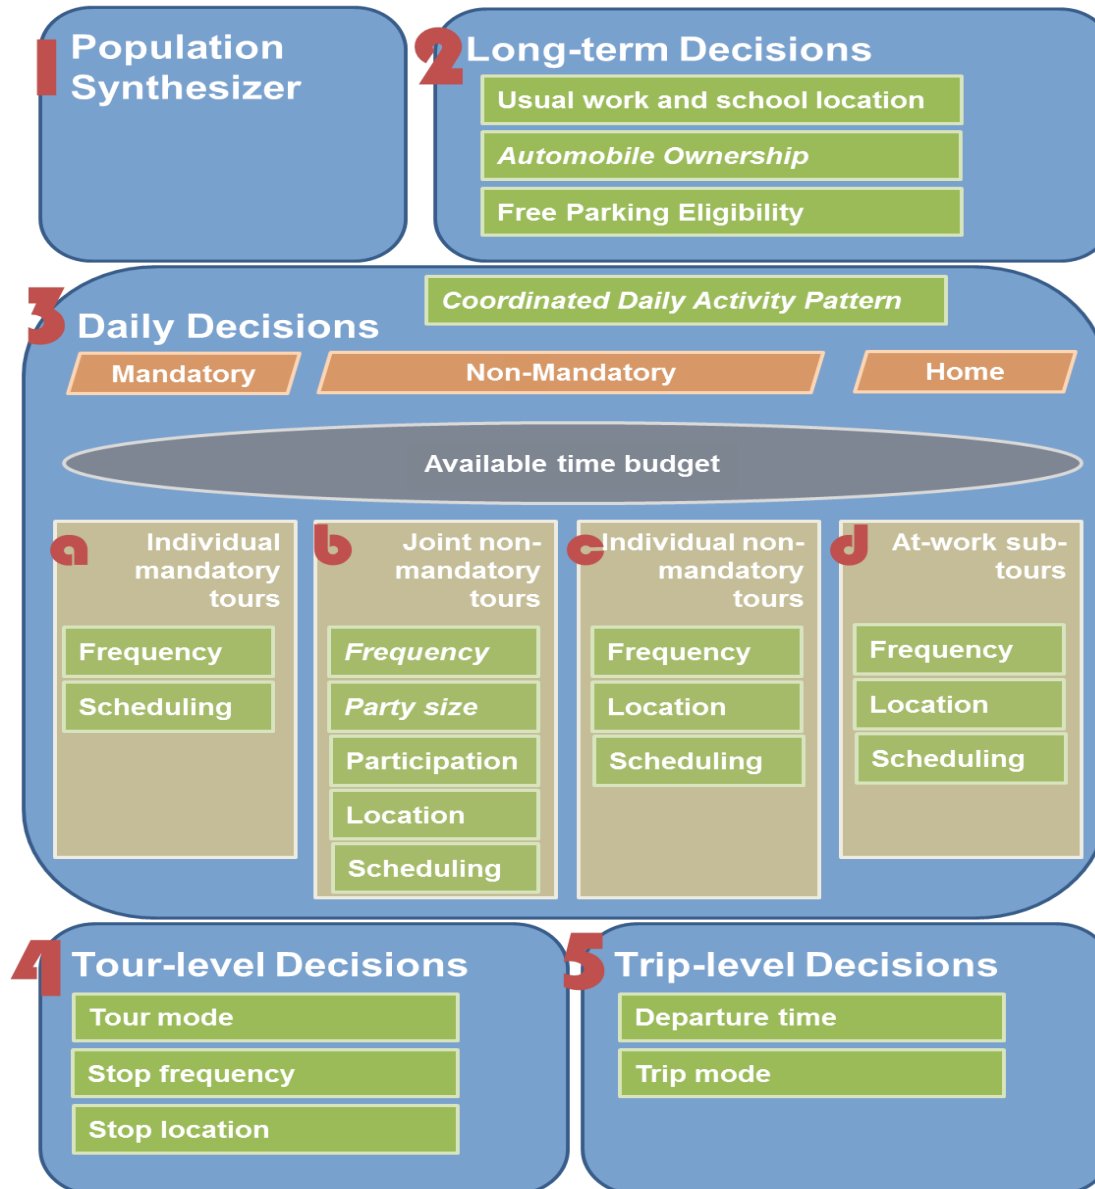 1 Population
Synthesizer
2 Long-term Decisions
Usual work and school location
Automobile Ownership
Free Parking Eligibility
3 Daily Decisions
Coordinated Daily Activity Pattern
Mandatory
Non-Mandatory
Home
Available time budget
a Individual
mandatory
tours
Frequency
Scheduling
b Joint non-
mandatory
tours
Frequency
Party size
Participation
Location
Scheduling
c Individual non-
mandatory
tours
Frequency
Location
Scheduling
d At-work sub-
tours
Frequency
Location
Scheduling
4 Tour-level Decisions
Tour mode
Stop frequency
Stop location
5 Trip-level Decisions
Departure time
Trip mode